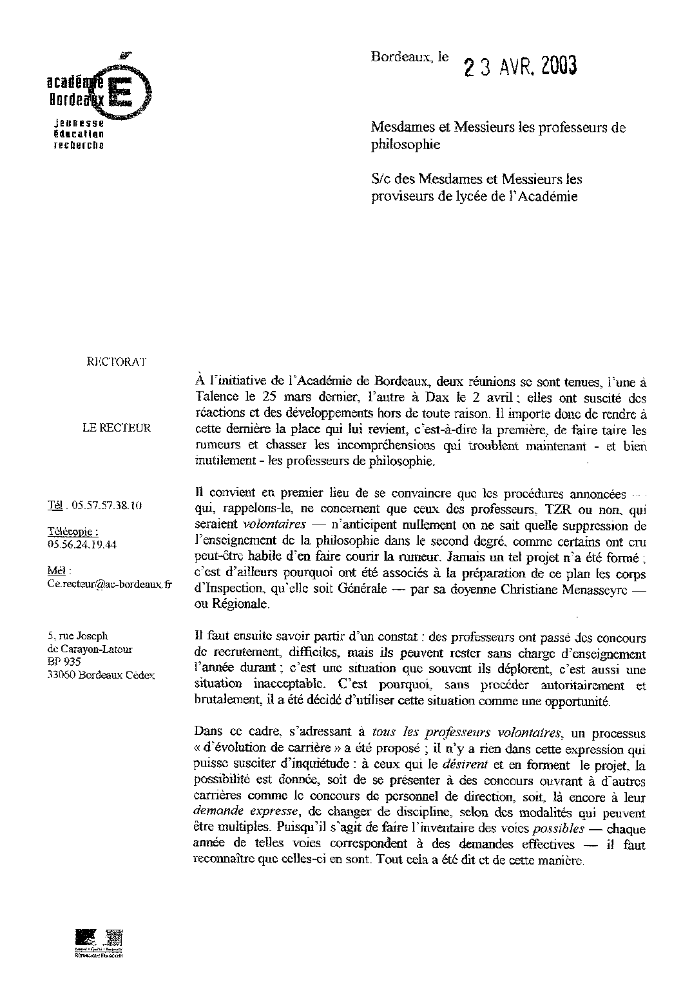 académie
Bordeaux
É
jeunesse
éducation
recherche
Bordeaux, le 23 AVR. 2003
Mesdames et Messieurs les professeurs de
philosophie
S/c des Mesdames et Messieurs les
proviseurs de lycée de l'Académie
RECTORAT
LE RECTEUR
Tél . 05.57.57.38.10
Télécopie :
05.56.24.19.44
Mél :
Ce.recteur@ac-bordeaux.fr
5, rue Joseph
de Carayon-Latour
BP 935
33060 Bordeaux Cédex
À l'initiative de l'Académie de Bordeaux, deux réunions se sont tenues, l'une à
Talence le 25 mars dernier, l'autre à Dax le 2 avril : elles ont suscité des
réactions et des développements hors de toute raison. Il importe donc de rendre à
cette dernière la place qui lui revient, c'est-à-dire la première, de faire taire les
rumeurs et chasser les incompréhensions qui troublent maintenant - et bien
inutilement - les professeurs de philosophie.
Il convient en premier lieu de se convaincre que les procédures annoncées —
qui, rappelons-le, ne concernent que ceux des professeurs, TZR ou non, qui
seraient volontaires — n'anticipent nullement on ne sait quelle suppression de
l'enseignement de la philosophie dans le second degré, comme certains ont cru
peut-être habile d'en faire courir la rumeur. Jamais un tel projet n'a été formé ;
c'est d'ailleurs pourquoi ont été associés à la préparation de ce plan les corps
d'Inspection, qu'elle soit Générale — par sa doyenne Christiane Menasseyre —
ou Régionale.
Il faut ensuite savoir partir d'un constat : des professeurs ont passé des concours
de recrutement, difficiles, mais ils peuvent rester sans charge d'enseignement
l'année durant ; c'est une situation que souvent ils déplorent, c'est aussi une
situation inacceptable. C'est pourquoi, sans procéder autoritairement et
brutalement, il a été décidé d'utiliser cette situation comme une opportunité.
Dans ce cadre, s'adressant à tous les professeurs volontaires, un processus
« d'évolution de carrière » a été proposé ; il n'y a rien dans cette expression qui
puisse susciter d'inquiétude : à ceux qui le désirent et en forment le projet, la
possibilité est donnée, soit de se présenter à des concours ouvrant à d'autres
carrières comme le concours de personnel de direction, soit, là encore à leur
demande expresse, de changer de discipline, selon des modalités qui peuvent
être multiples. Puisqu'il s'agit de faire l'inventaire des voies possibles — chaque
année de telles voies correspondent à des demandes effectives — il faut
reconnaître que celles-ci en sont. Tout cela a été dit et de cette manière.
Liberté • Égalité • Fraternité
RÉPUBLIQUE FRANÇAISE